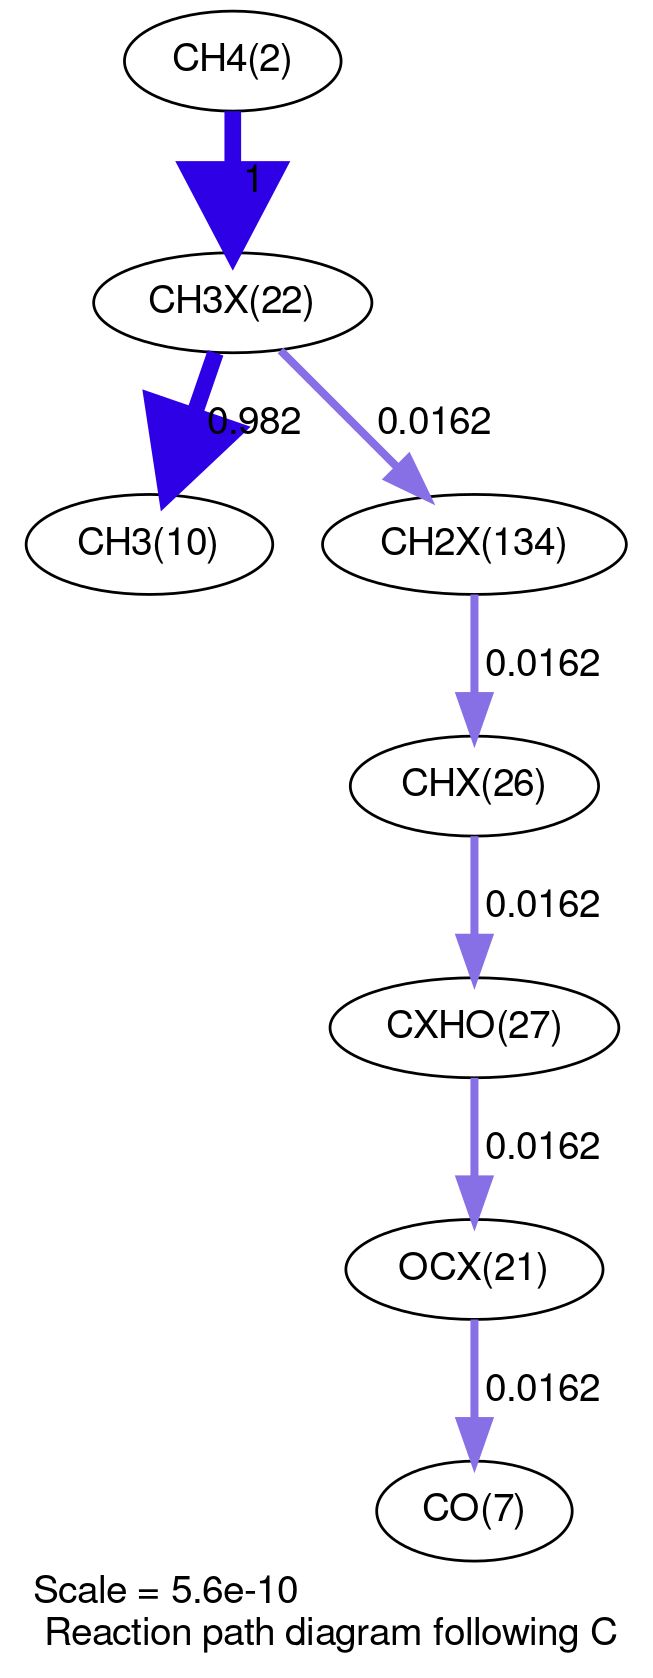 CH4(2)
1
CH3X(22)
0.982
0.0162
CH3(10)
CH2X(134)
0.0162
CHX(26)
0.0162
CXHO(27)
0.0162
OCX(21)
0.0162
CO(7)
Scale = 5.6e-10
Reaction path diagram following C